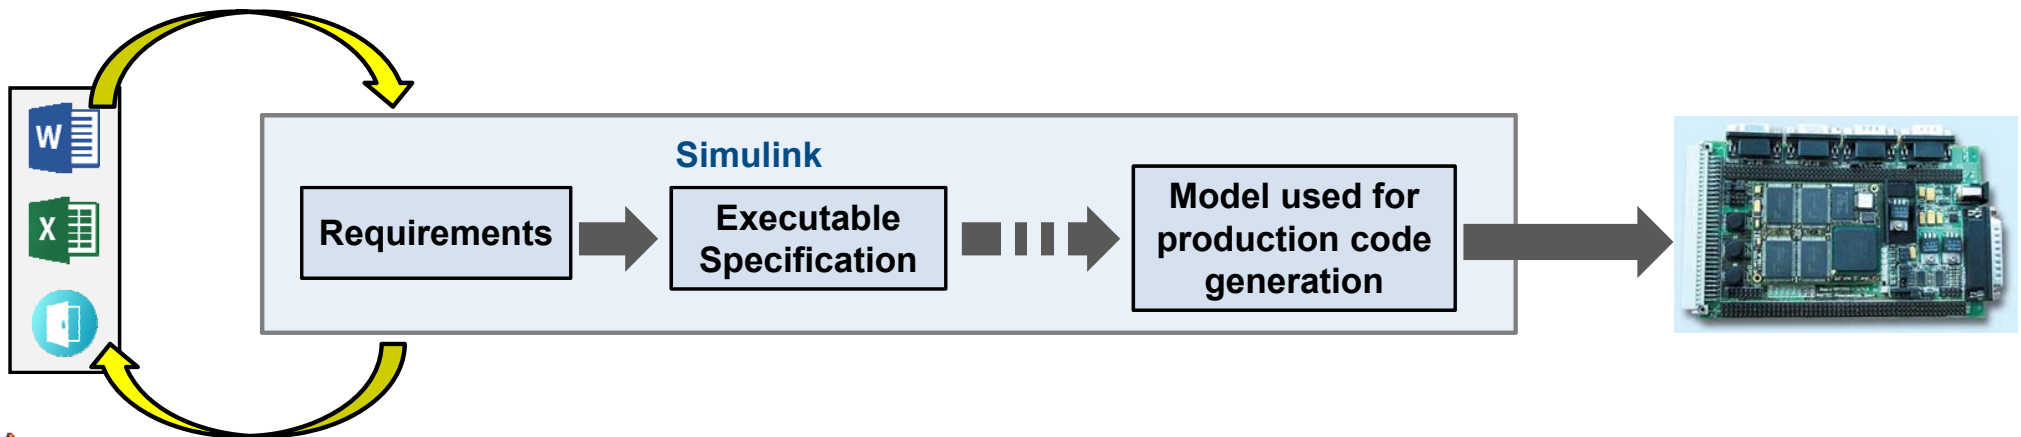 W
X
Simulink
Requirements
Executable
Specification
Model used for
production code
generation